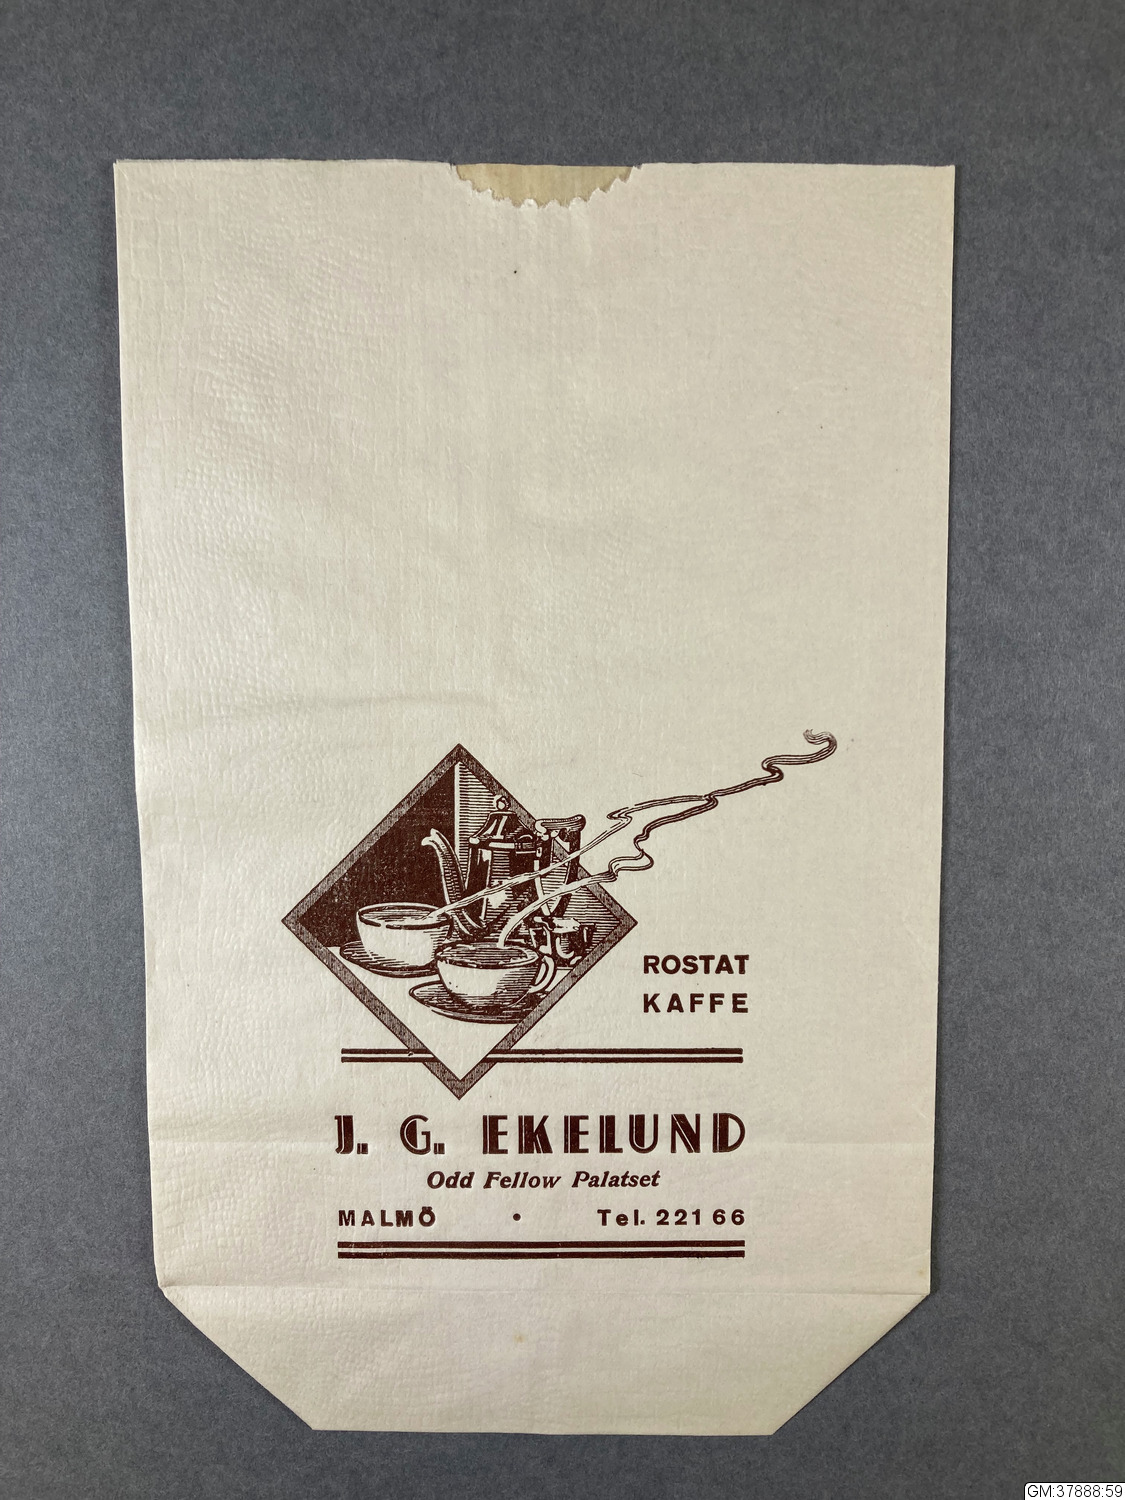 ROSTAT
KAFFE
J. G. EKELUND
Odd Fellow Palatset
MALMÖ • Tel. 221 66
GM:37888:59